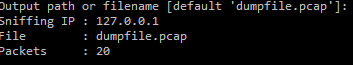 Output path or filename [default 'dumpfile.pcap']:
Sniffing IP : 127.0.0.1
File        : dumpfile.pcap
Packets     : 20